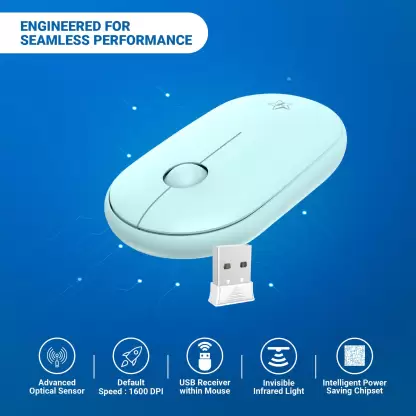 ENGINEERED FOR
SEAMLESS PERFORMANCE
Advanced
Optical Sensor
Default
Speed : 1600 DPI
USB Receiver
within Mouse
Invisible
Infrared Light
Intelligent Power
Saving Chipset